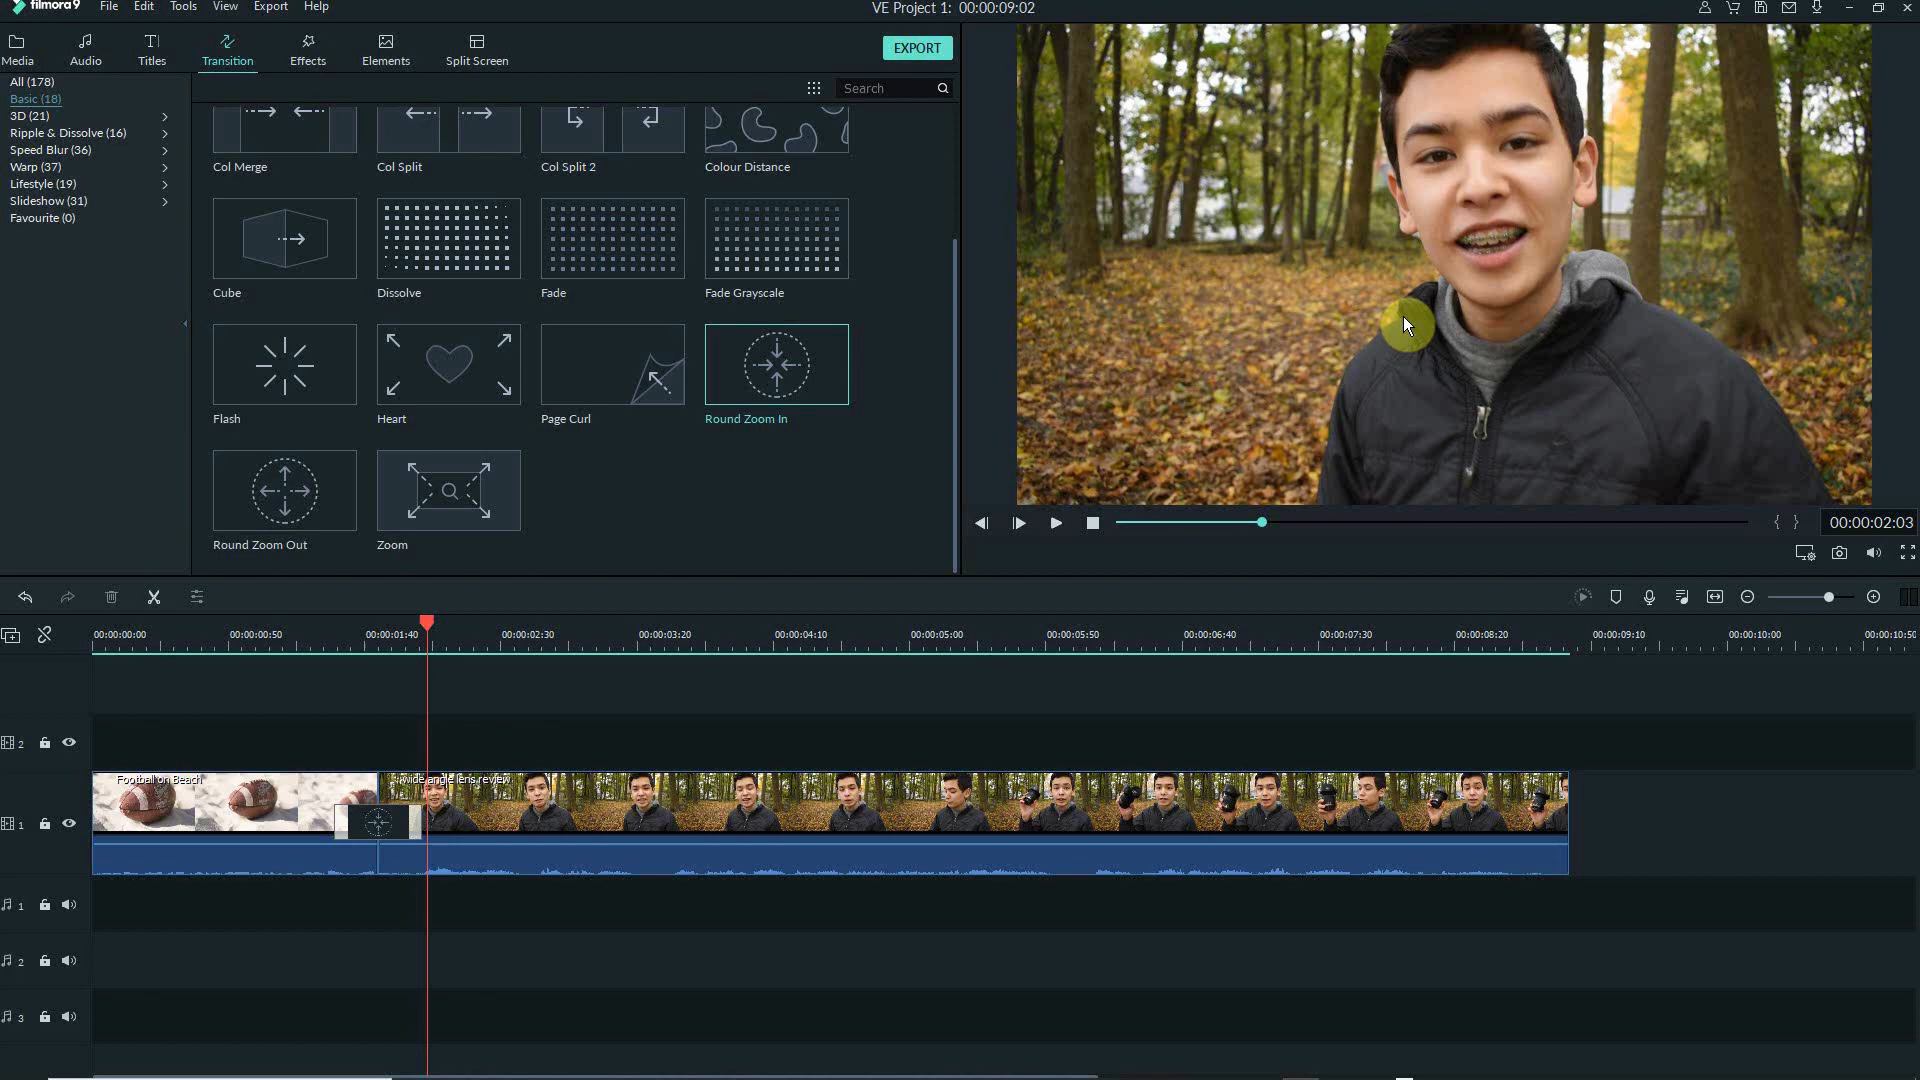 filmora9 File Edit Tools View Export Help VE Project 1: 00:00:09:02
Media Audio Titles Transition Effects Elements Split Screen EXPORT
All (178) Search
Basic (18)
3D (21)
Ripple & Dissolve (16)
Speed Blur (36)
Warp (37)
Lifestyle (19)
Slideshow (31)
Favourite (0)
Col Merge Col Split Col Split 2 Colour Distance
Cube Dissolve Fade Fade Grayscale
Flash Heart Page Curl Round Zoom In
Round Zoom Out Zoom
00:00:02:03
00:00:00:00 00:00:00:50 00:00:01:40 00:00:02:30 00:00:03:20 00:00:04:10 00:00:05:00 00:00:05:50 00:00:06:40 00:00:07:30 00:00:08:20 00:00:09:10 00:00:10:00 00:00:10:50
2
Football on Beach wide angle lens review
1
1
2
3